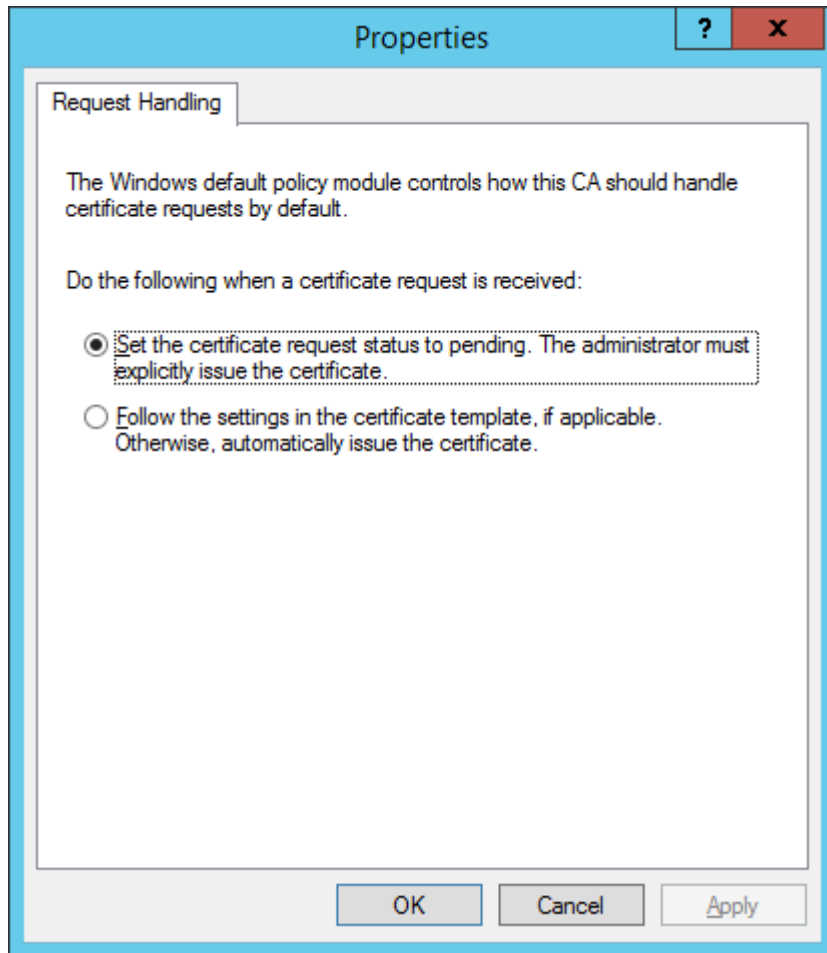 Properties
?
x
Request Handling
The Windows default policy module controls how this CA should handle
certificate requests by default.
Do the following when a certificate request is received:
Set the certificate request status to pending. The administrator must
explicitly issue the certificate.
Follow the settings in the certificate template, if applicable.
Otherwise, automatically issue the certificate.
OK
Cancel
Apply